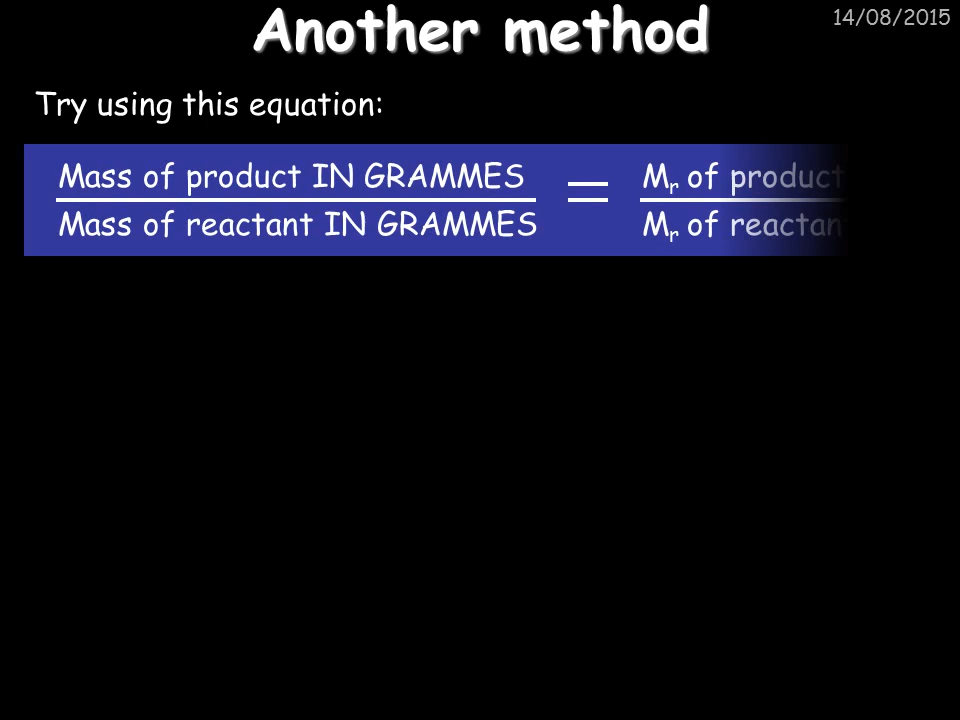 Another method
14/08/2015
Try using this equation:
Mass of product IN GRAMMES = Mr of product
Mass of reactant IN GRAMMES Mr of reactant